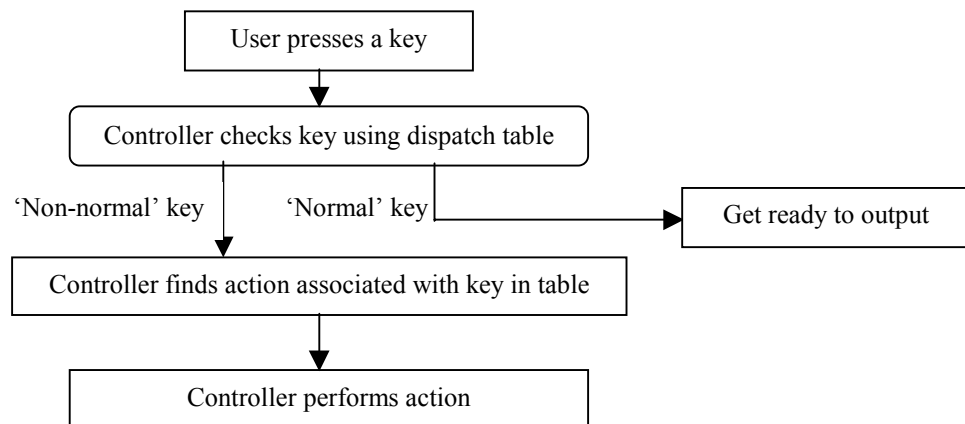 User presses a key
Controller checks key using dispatch table
‘Non-normal’ key
‘Normal’ key
Get ready to output
Controller finds action associated with key in table
Controller performs action